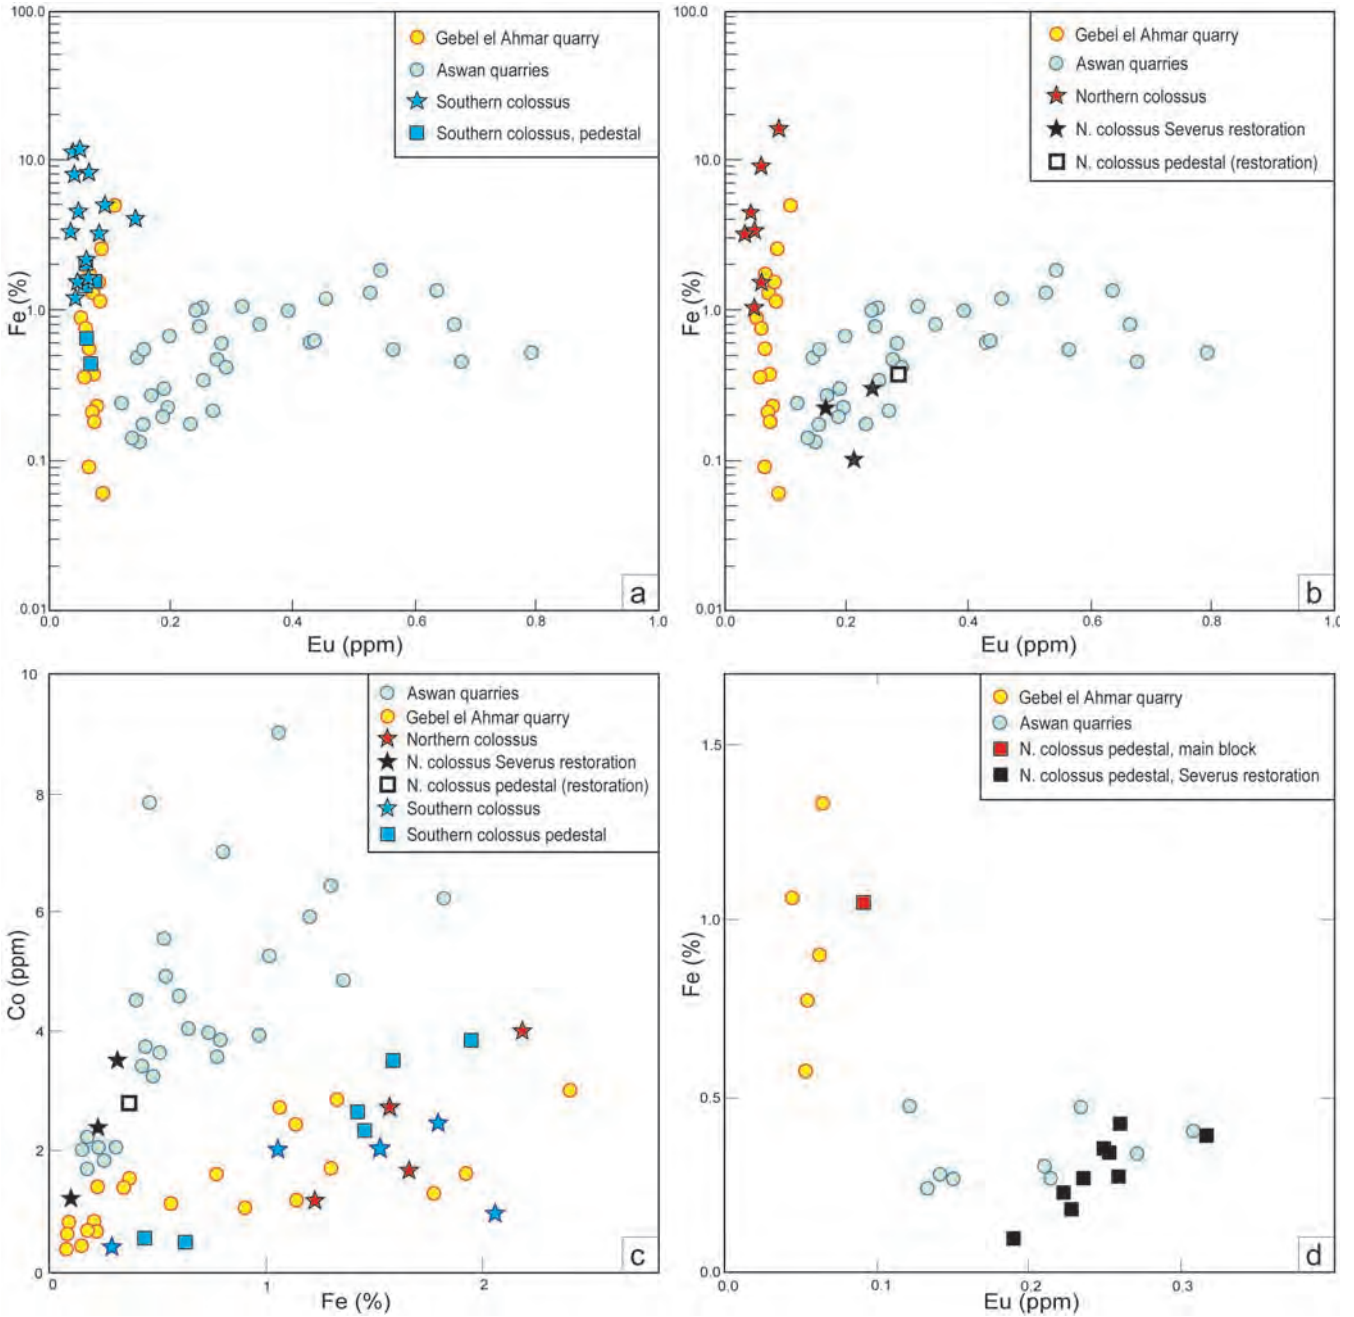 100.0
10.0
1.0
0.1
0.01
Fe (%)
Gebel el Ahmar quarry
Aswan quarries
Southern colossus
Southern colossus, pedestal
a
0.0
0.2
0.4
0.6
0.8
1.0
Eu (ppm)
100.0
10.0
1.0
0.1
0.01
Fe (%)
Gebel el Ahmar quarry
Aswan quarries
Northern colossus
N. colossus Severus restoration
N. colossus pedestal (restoration)
b
0.0
0.2
0.4
0.6
0.8
Eu (ppm)
10
8
6
4
2
0
Co (ppm)
Aswan quarries
Gebel el Ahmar quarry
Northern colossus
N. colossus Severus restoration
N. colossus pedestal (restoration)
Southern colossus
Southern colossus pedestal
c
0
1
2
Fe (%)
1.5
1.0
0.5
0.0
Fe (%)
Gebel el Ahmar quarry
Aswan quarries
N. colossus pedestal, main block
N. colossus pedestal, Severus restoration
d
0.0
0.1
0.2
0.3
Eu (ppm)